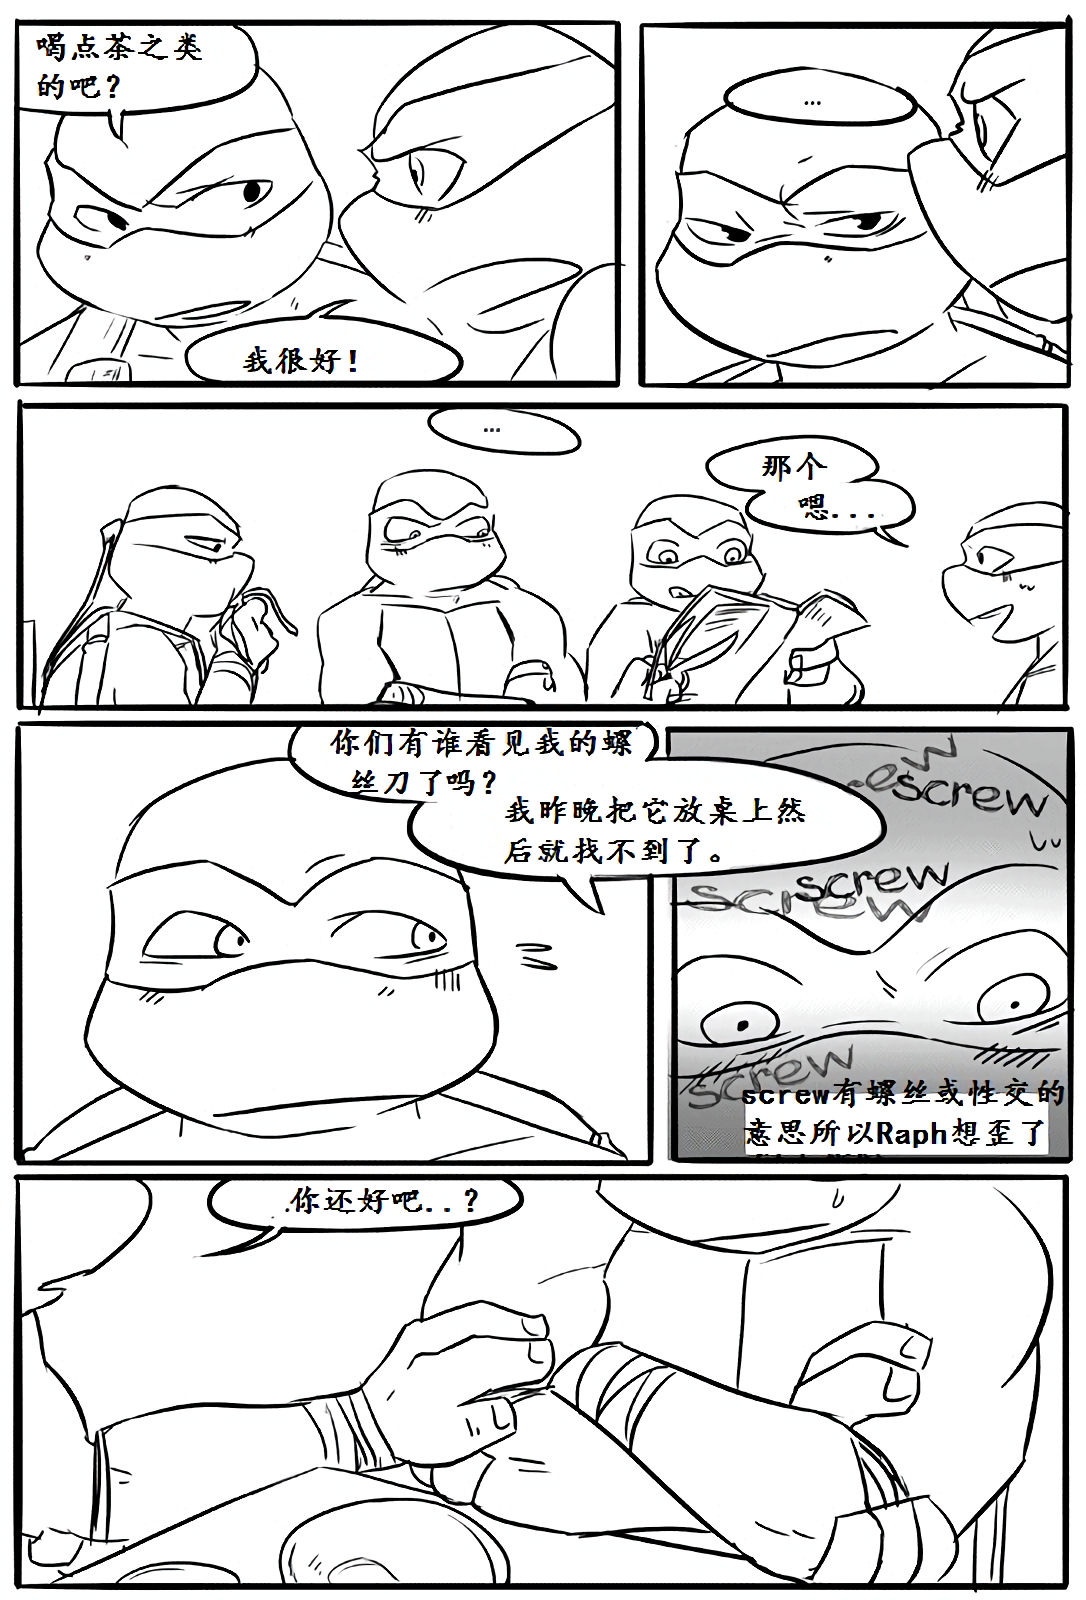 喝点茶之类
的吧？
我很好！
...
...
那个
嗯...
你们有谁看见我的螺
丝刀了吗？
我昨晚把它放桌上然
后就找不到了。
screw
screw
screw
screw
screw
screw
screw有螺丝或性交的
意思所以Raph想歪了
.你还好吧..？